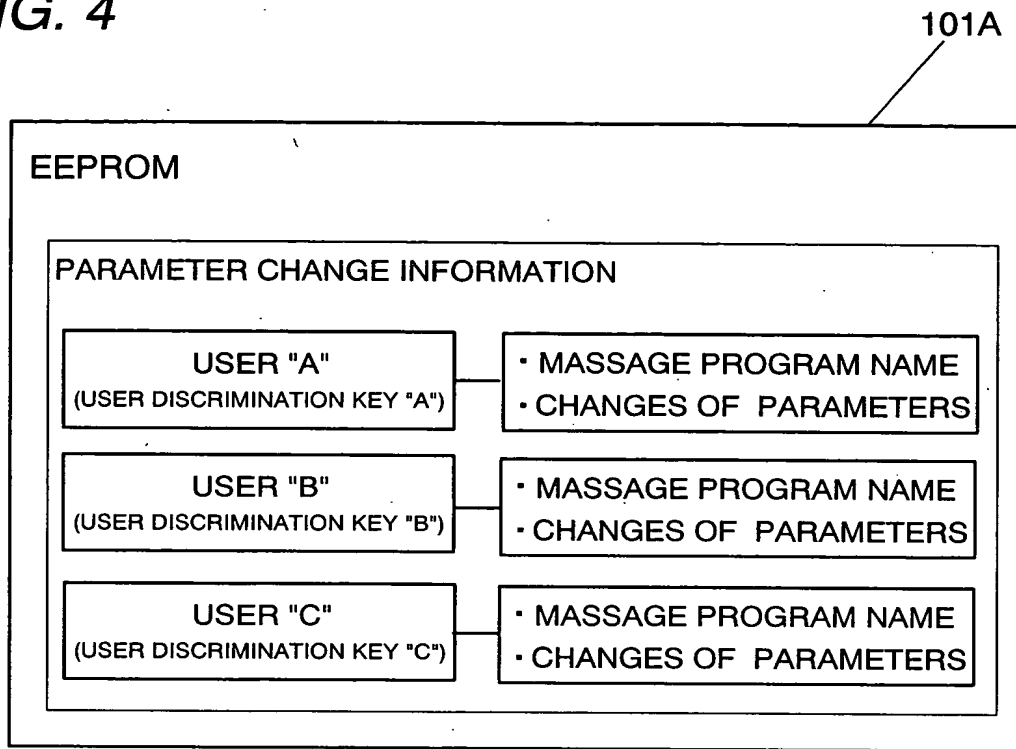 IG. 4
101A
EEPROM
PARAMETER CHANGE INFORMATION
USER "A"
(USER DISCRIMINATION KEY "A")
· MASSAGE PROGRAM NAME
· CHANGES OF PARAMETERS
USER "B"
(USER DISCRIMINATION KEY "B")
· MASSAGE PROGRAM NAME
· CHANGES OF PARAMETERS
USER "C"
(USER DISCRIMINATION KEY "C")
· MASSAGE PROGRAM NAME
· CHANGES OF PARAMETERS